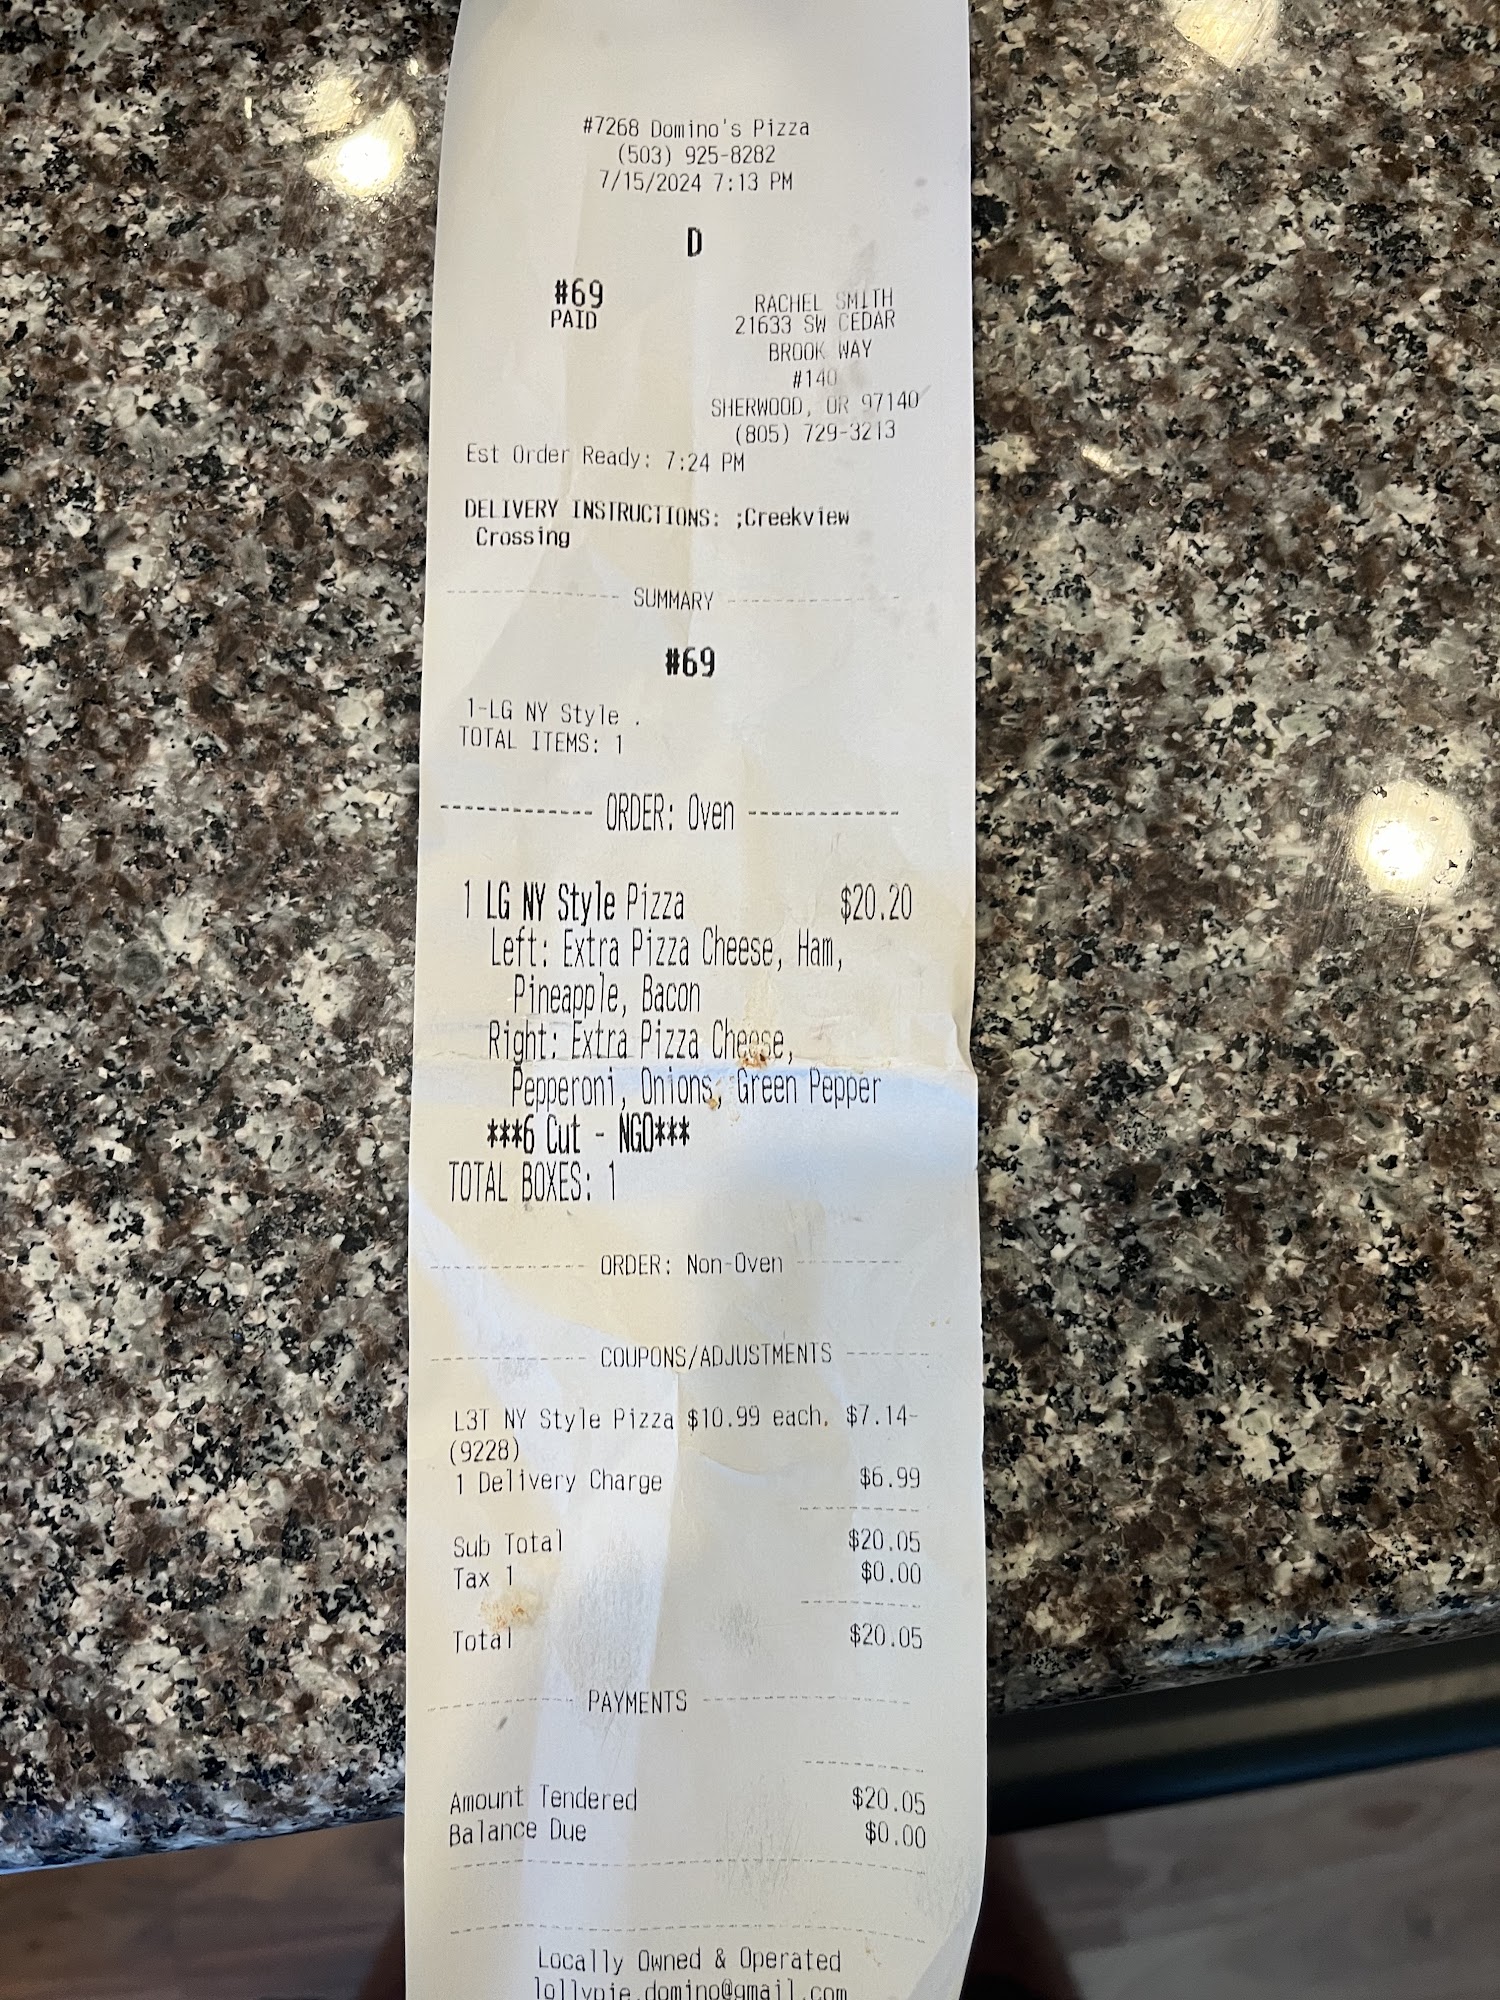 #7268 Domino's Pizza
(503) 925-8282
7/15/2024 7:13 PM
D
#69
PAID
RACHEL SMITH
21633 SW CEDAR
BROOK WAY
#140
SHERWOOD, OR 97140
(805) 729-3213
Est Order Ready: 7:24 PM
DELIVERY INSTRUCTIONS: ;Creekview
Crossing
SUMMARY
#69
1-LG NY Style .
TOTAL ITEMS: 1
ORDER: Oven
1 LG NY Style Pizza $20.20
Left: Extra Pizza Cheese, Ham,
Pineapple, Bacon
Right: Extra Pizza Cheese,
Pepperoni, Onions, Green Pepper
***6 Cut - NGO***
TOTAL BOXES: 1
ORDER: Non-Oven
COUPONS/ADJUSTMENTS
L3T NY Style Pizza $10.99 each. $7.14-
(9228)
1 Delivery Charge $6.99
Sub Total $20.05
Tax 1 $0.00
Total $20.05
PAYMENTS
Amount Tendered $20.05
Balance Due $0.00
Locally Owned & Operated
lollypie.domino@gmail.com